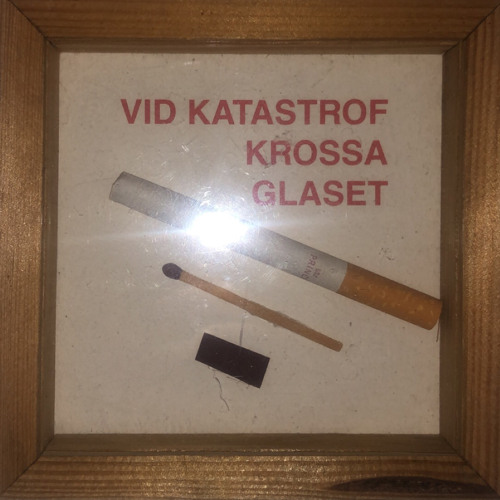 VID KATASTROF
KROSSA
GLASET